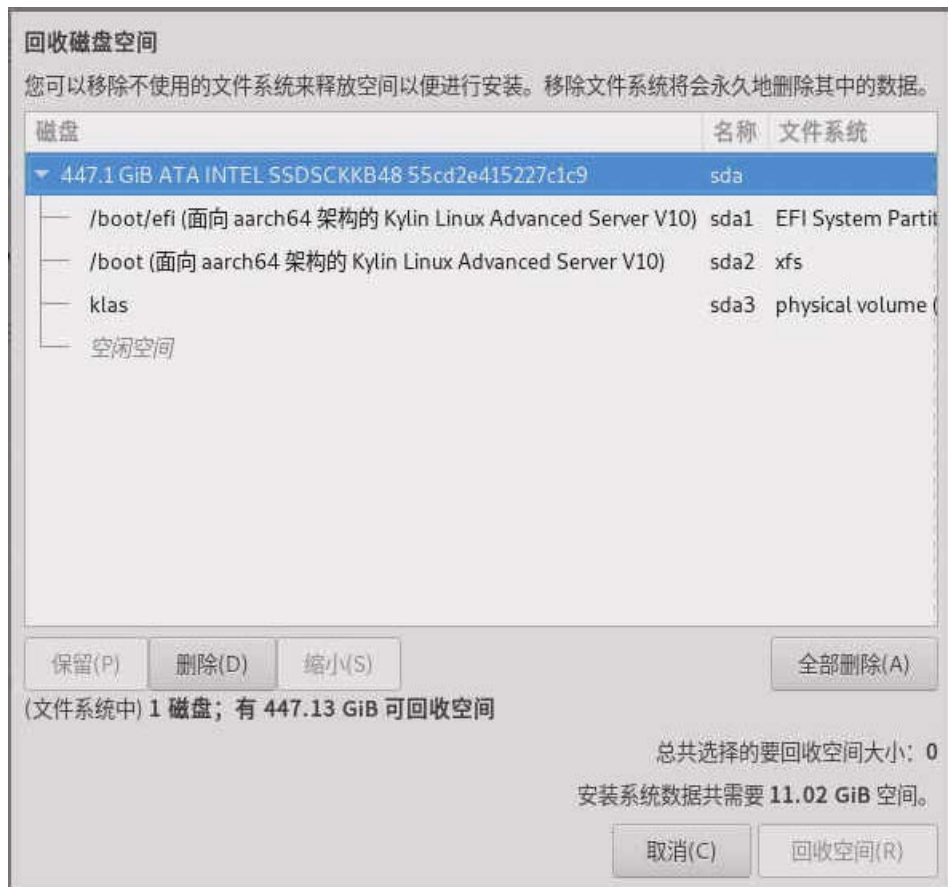 回收磁盘空间
您可以移除不使用的文件系统来释放空间以便进行安装。移除文件系统将会永久地删除其中的数据。
磁盘 名称 文件系统
447.1 GiB ATA INTEL SSDSCKKB48 55cd2e415227c1c9 sda
/boot/efi (面向 aarch64 架构的 Kylin Linux Advanced Server V10) sda1 EFI System Partit
/boot (面向 aarch64 架构的 Kylin Linux Advanced Server V10) sda2 xfs
klas sda3 physical volume (
空闲空间
保留(P) 删除(D) 缩小(S) 全部删除(A)
(文件系统中) 1 磁盘；有 447.13 GiB 可回收空间
总共选择的要回收空间大小：0
安装系统数据共需要 11.02 GiB 空间。
取消(C) 回收空间(R)